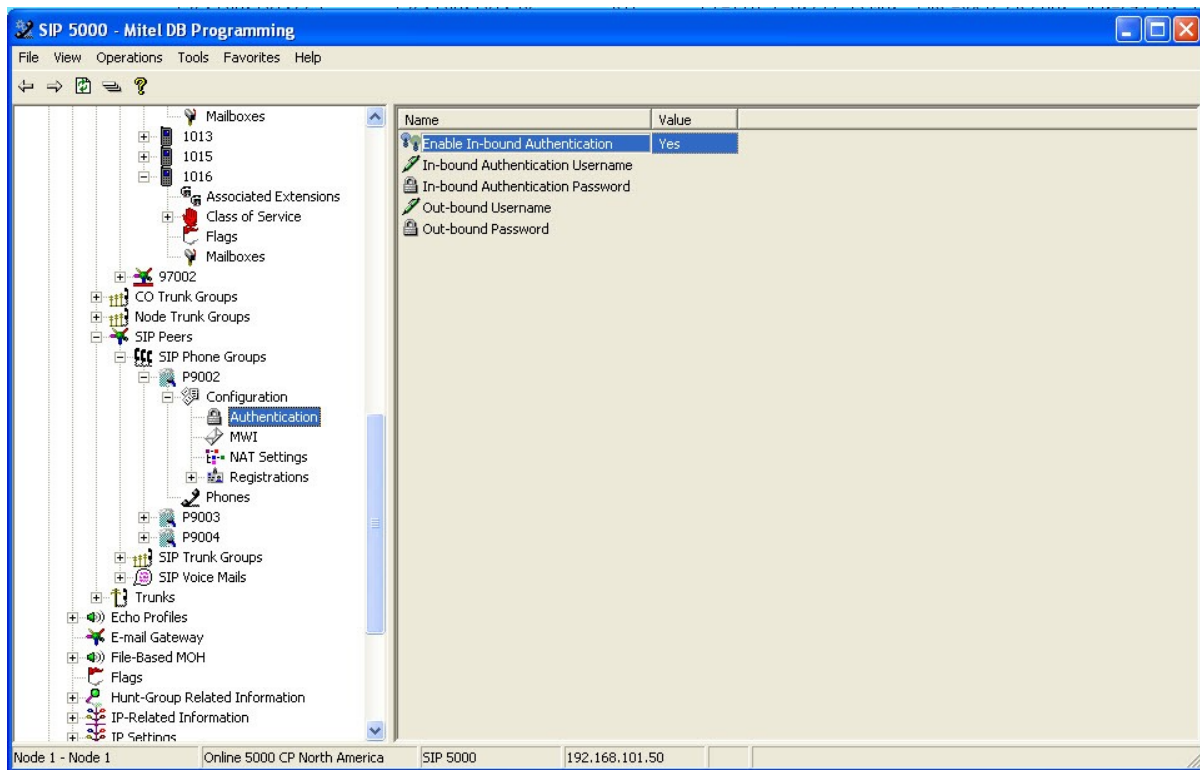 SIP 5000 - Mitel DB Programming
File View Operations Tools Favorites Help
Mailboxes
1013
1015
1016
Associated Extensions
Class of Service
Flags
Mailboxes
97002
CO Trunk Groups
Node Trunk Groups
SIP Peers
SIP Phone Groups
P9002
Configuration
Authentication
MWI
NAT Settings
Registrations
Phones
P9003
P9004
SIP Trunk Groups
SIP Voice Mails
Trunks
Echo Profiles
E-mail Gateway
File-Based MOH
Flags
Hunt-Group Related Information
IP-Related Information
IP Settings
Name Value
Enable In-bound Authentication Yes
In-bound Authentication Username
In-bound Authentication Password
Out-bound Username
Out-bound Password
Node 1 - Node 1 Online 5000 CP North America SIP 5000 192.168.101.50